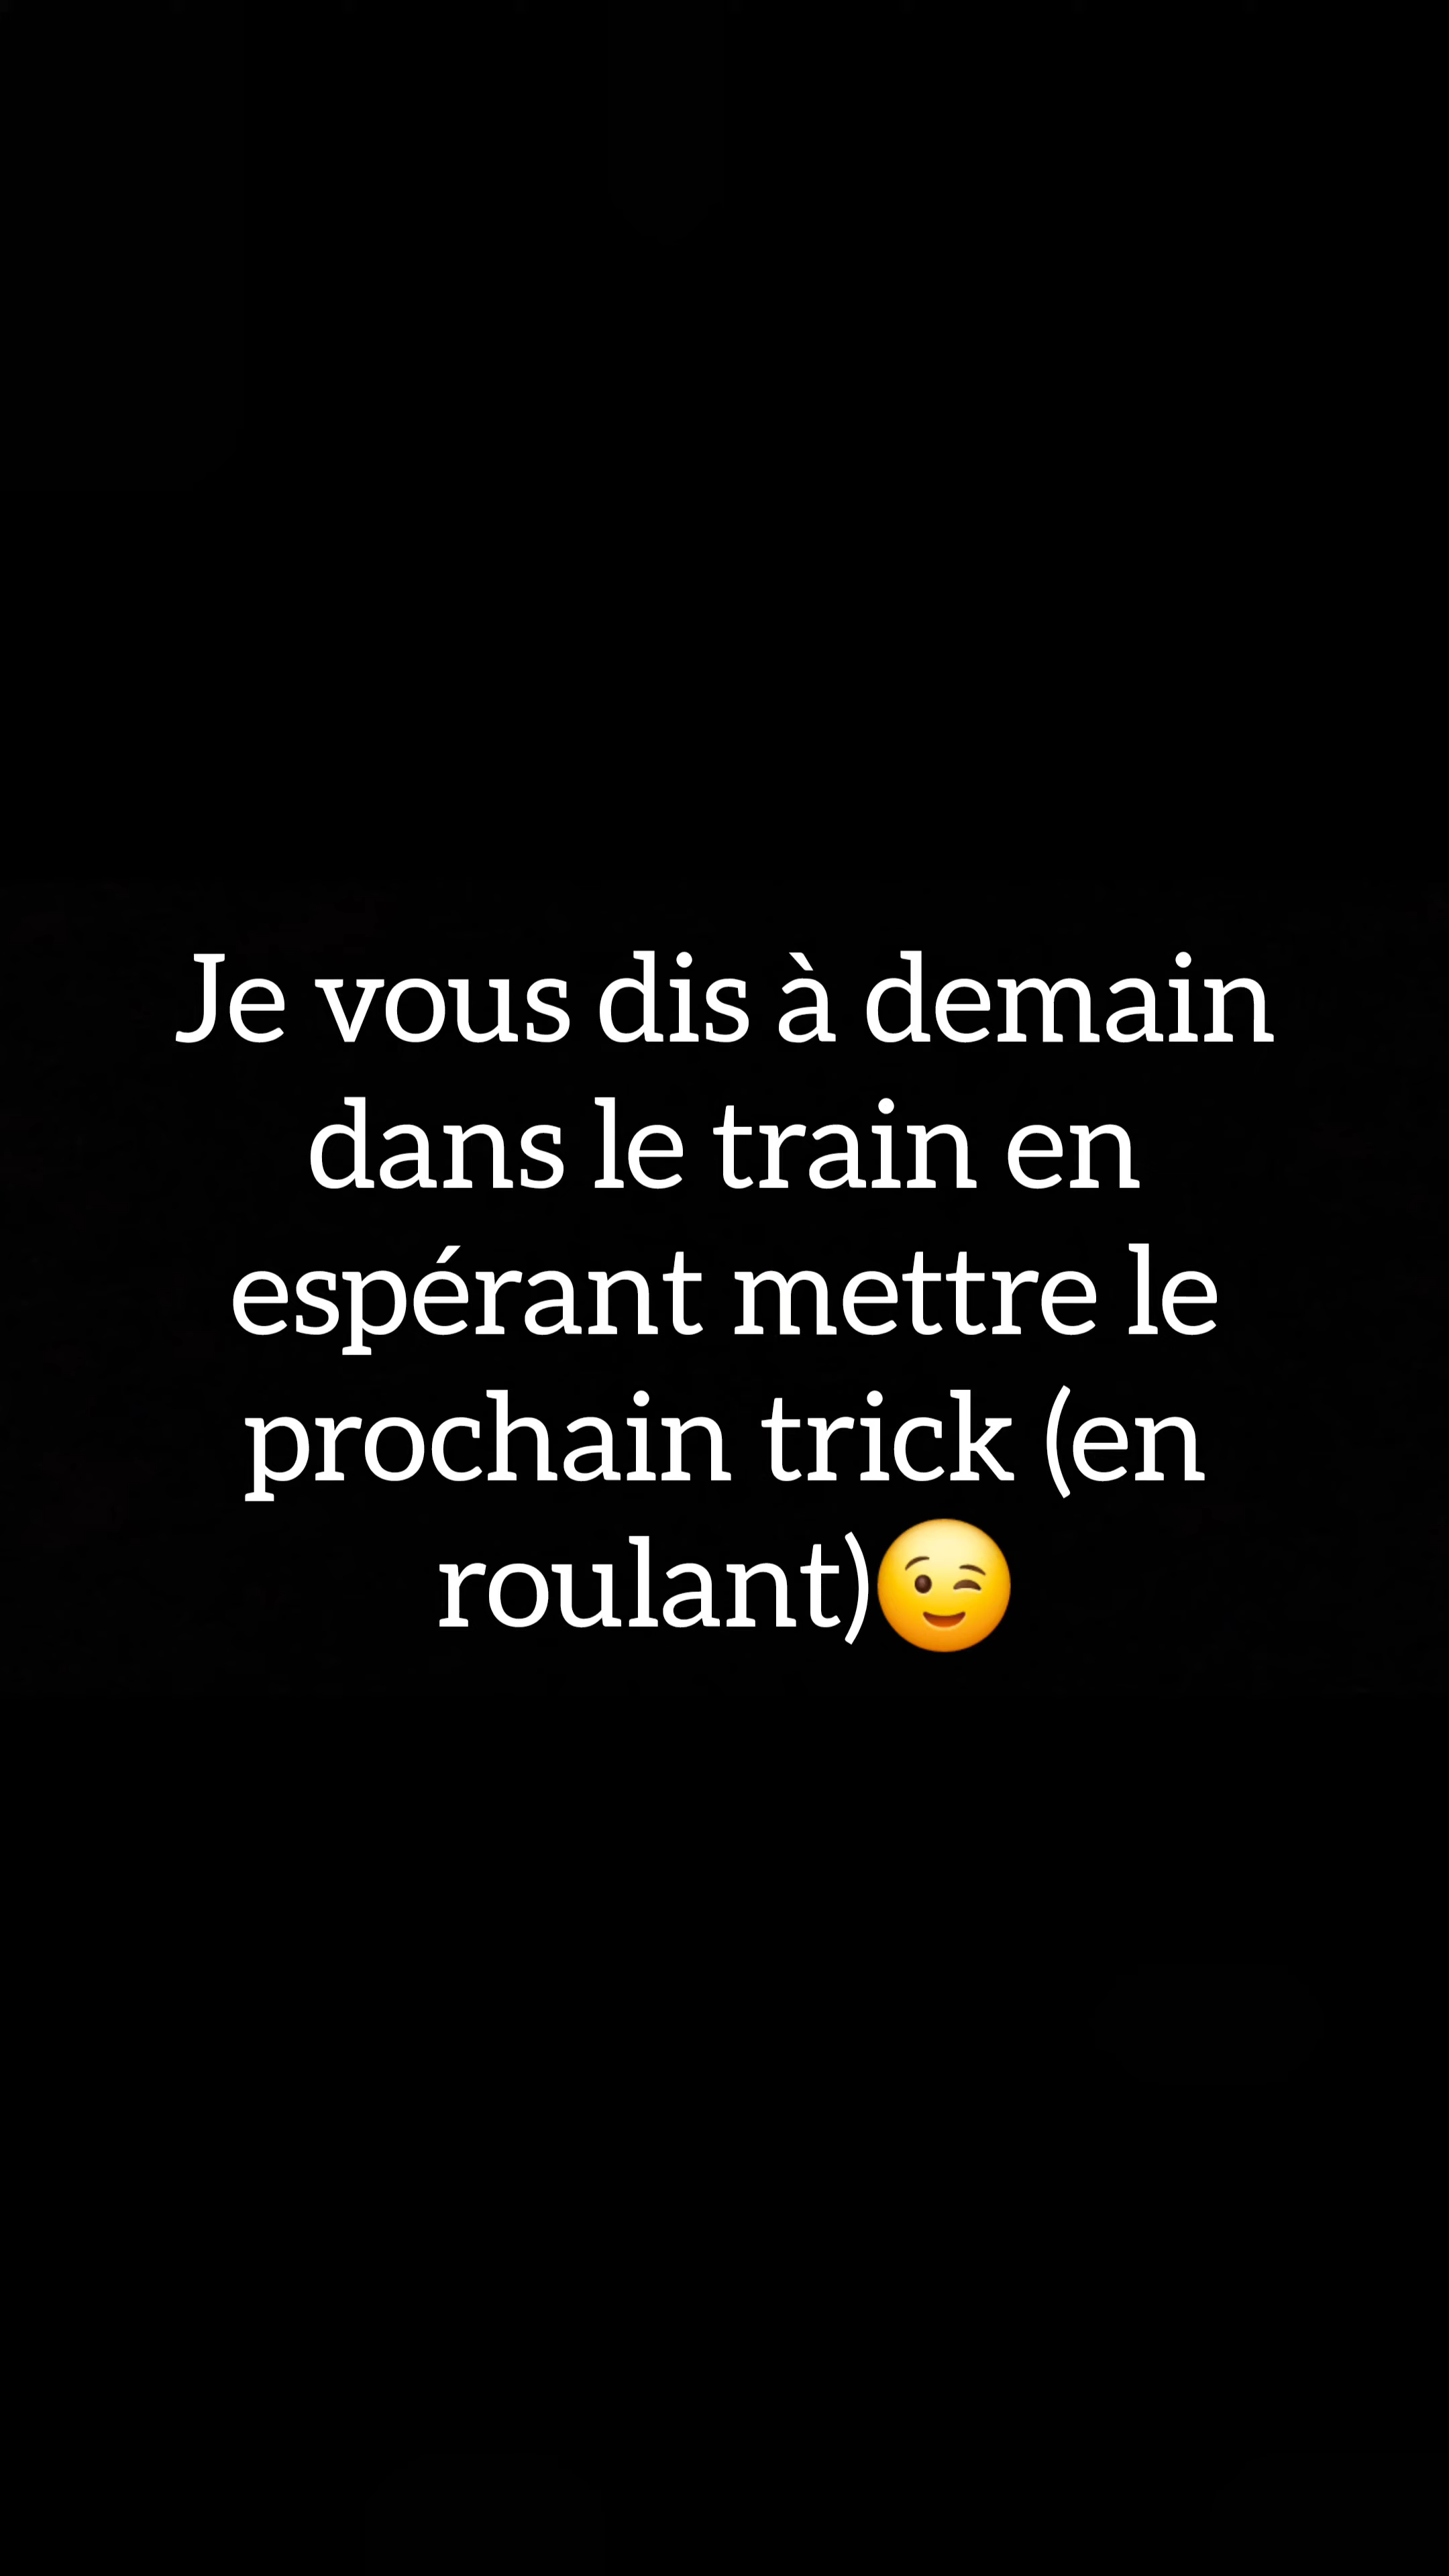 Je vous dis à demain
dans le train en
espérant mettre le
prochain trick (en
roulant)😉